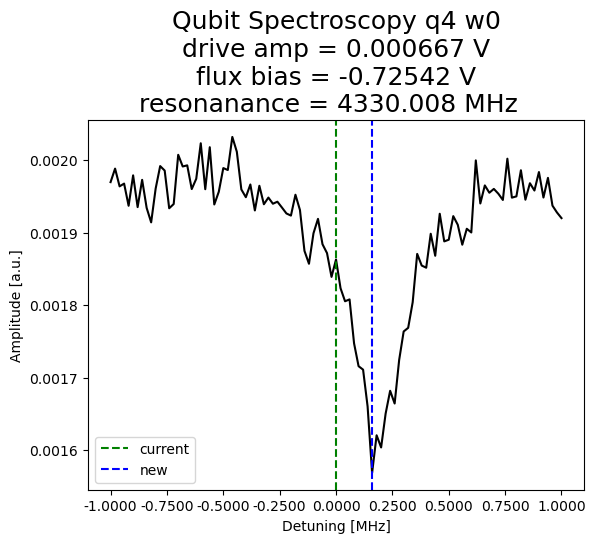 Qubit Spectroscopy q4 w0
drive amp = 0.000667 V
flux bias = -0.72542 V
resonanance = 4330.008 MHz
0.0020
0.0019
0.0018
0.0017
0.0016
Amplitude [a.u.]
current
new
-1.0000 -0.7500 -0.5000 -0.2500 0.0000 0.2500 0.5000 0.7500 1.0000
Detuning [MHz]